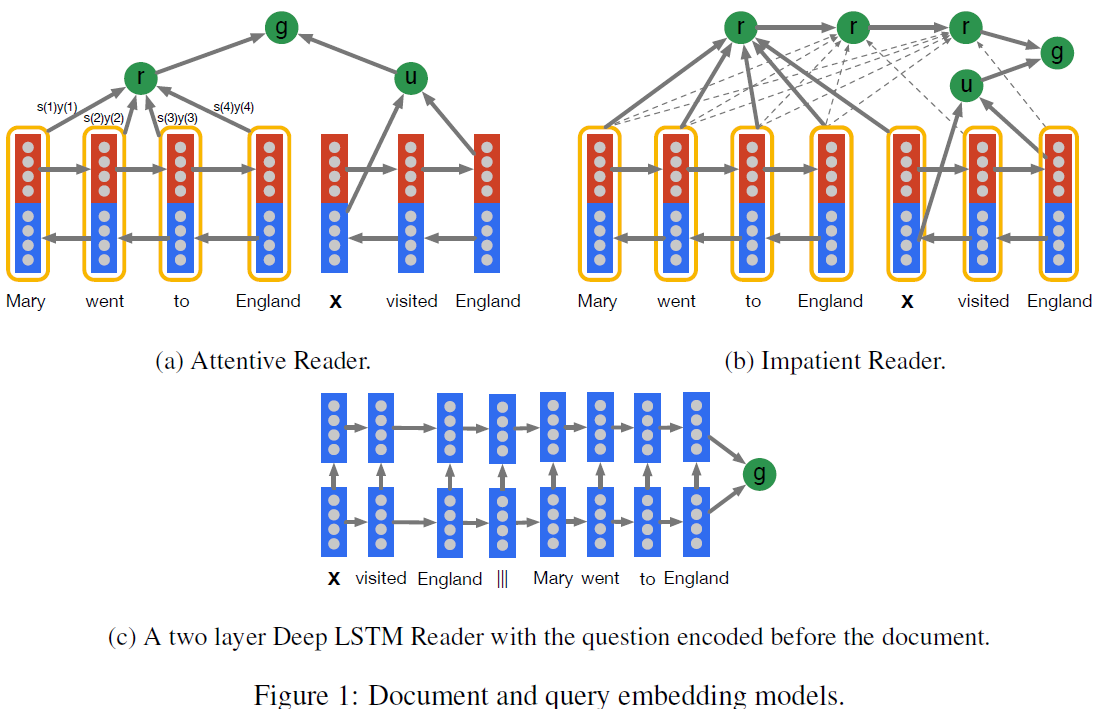 g
r
u
s(1)y(1)
s(2)y(2)
s(3)y(3)
s(4)y(4)
Mary went to England X visited England
(a) Attentive Reader.
r r r
g
u
Mary went to England X visited England
(b) Impatient Reader.
g
X visited England ||| Mary went to England
(c) A two layer Deep LSTM Reader with the question encoded before the document.
Figure 1: Document and query embedding models.